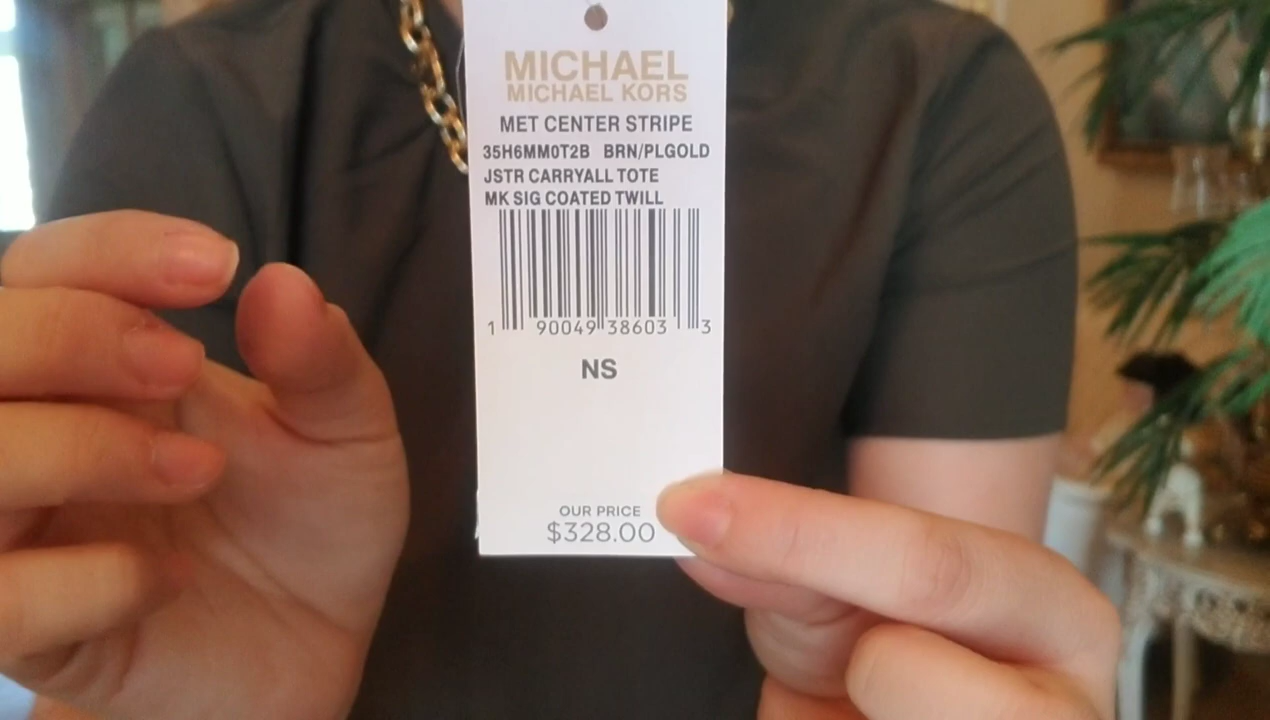 MICHAEL
MICHAEL KORS
MET CENTER STRIPE
35H6MM0T2B BRN/PLGOLD
JSTR CARRYALL TOTE
MK SIG COATED TWILL
1 90049 38603 3
NS
OUR PRICE
$328.00